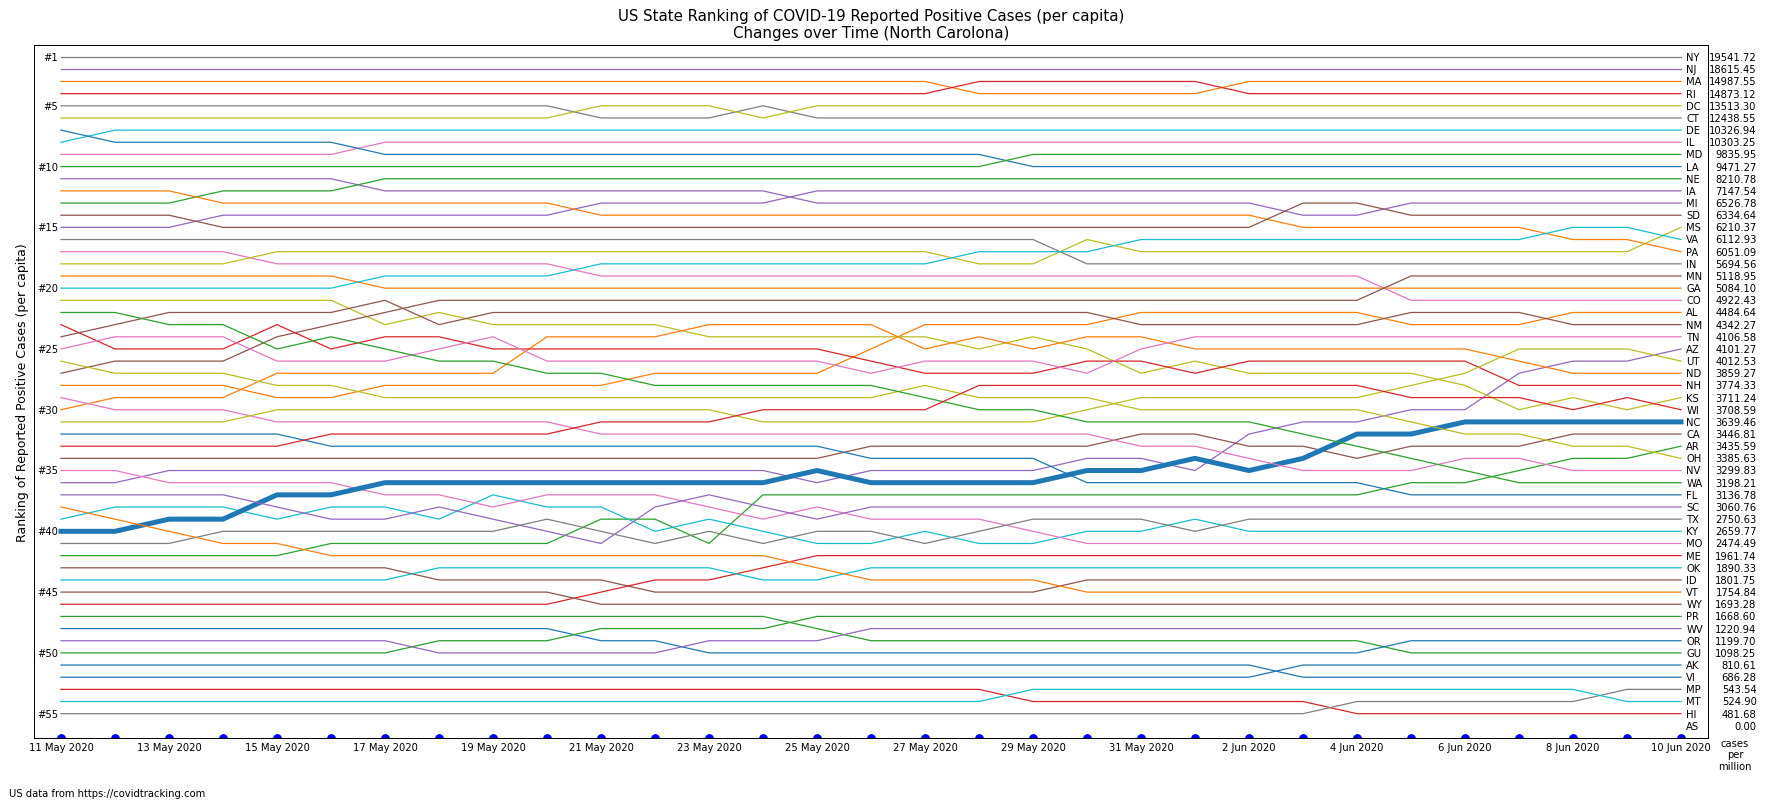 US State Ranking of COVID-19 Reported Positive Cases (per capita)
Changes over Time (North Carolona)
Ranking of Reported Positive Cases (per capita)
#1
#5
#10
#15
#20
#25
#30
#35
#40
#45
#50
#55
NY 19541.72
NJ 18615.45
MA 14987.55
RI 14873.12
DC 13513.30
CT 12438.55
DE 10326.94
IL 10303.25
MD 9835.95
LA 9471.27
NE 8210.78
IA 7147.54
MI 6526.78
SD 6334.64
MS 6210.37
VA 6112.93
PA 6051.09
IN 5694.56
MN 5118.95
GA 5084.10
CO 4922.43
AL 4484.64
NM 4342.27
TN 4106.58
AZ 4101.27
UT 4012.53
ND 3859.27
NH 3774.33
KS 3711.24
WI 3708.59
NC 3639.46
CA 3446.81
AR 3435.59
OH 3385.63
NV 3299.83
WA 3198.21
FL 3136.78
SC 3060.76
TX 2750.63
KY 2659.77
MO 2474.49
ME 1961.74
OK 1890.33
ID 1801.75
VT 1754.84
WY 1693.28
PR 1668.60
WV 1220.94
OR 1199.70
GU 1098.25
AK 810.61
VI 686.28
MP 543.54
MT 524.90
HI 481.68
AS 0.00
11 May 2020 13 May 2020 15 May 2020 17 May 2020 19 May 2020 21 May 2020 23 May 2020 25 May 2020 27 May 2020 29 May 2020 31 May 2020 2 Jun 2020 4 Jun 2020 6 Jun 2020 8 Jun 2020 10 Jun 2020
cases
per
million
US data from https://covidtracking.com